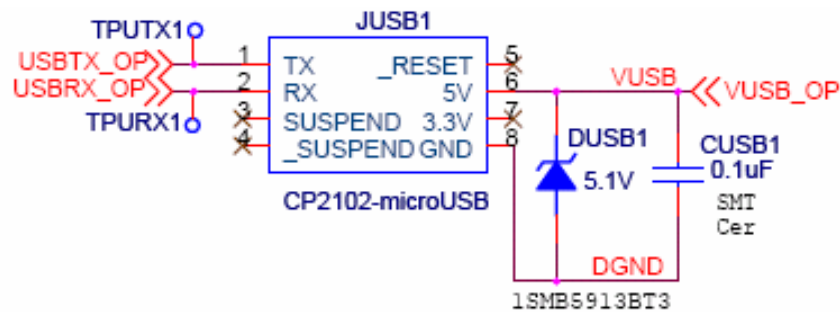 JUSB1
TPUTX1
USBTX_OP
USBRX_OP
TPURX1
1 TX _RESET 5
2 RX 5V 6
3 SUSPEND 3.3V 7
4 _SUSPEND GND 8
CP2102-microUSB
VUSB
VUSB_OP
DUSB1
5.1V
CUSB1
0.1uF
SMT
Cer
DGND
1SMB5913BT3